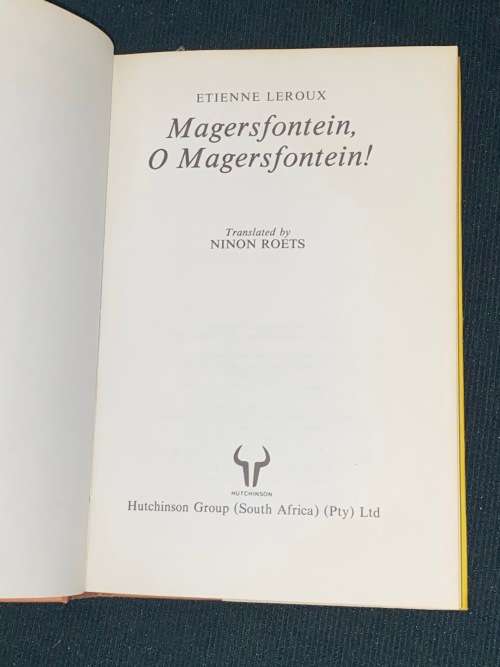 ETIENNE LEROUX
Magersfontein,
O Magersfontein!
Translated by
NINON ROETS
HUTCHINSON
Hutchinson Group (South Africa) (Pty) Ltd